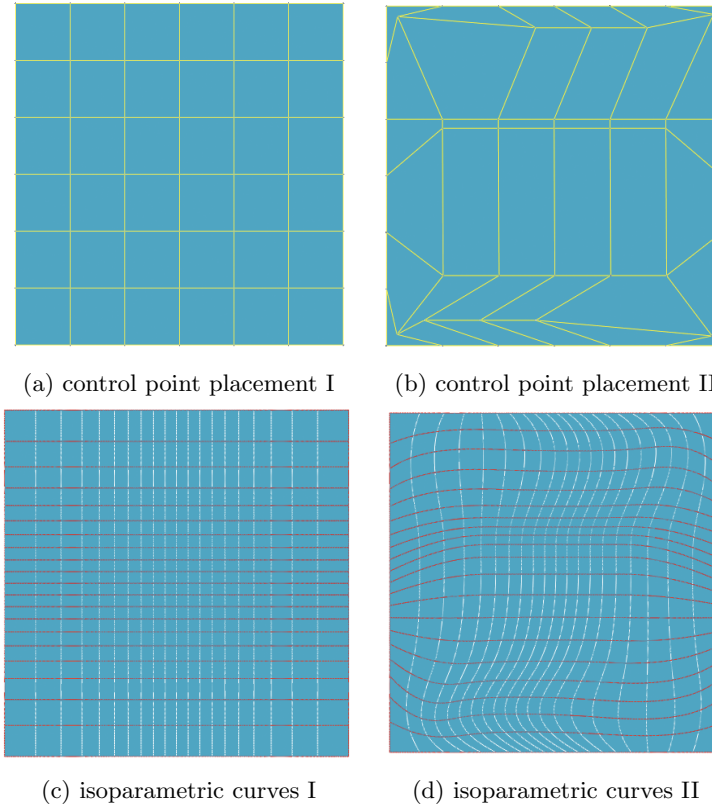 (a) control point placement I
(b) control point placement II
(c) isoparametric curves I
(d) isoparametric curves II